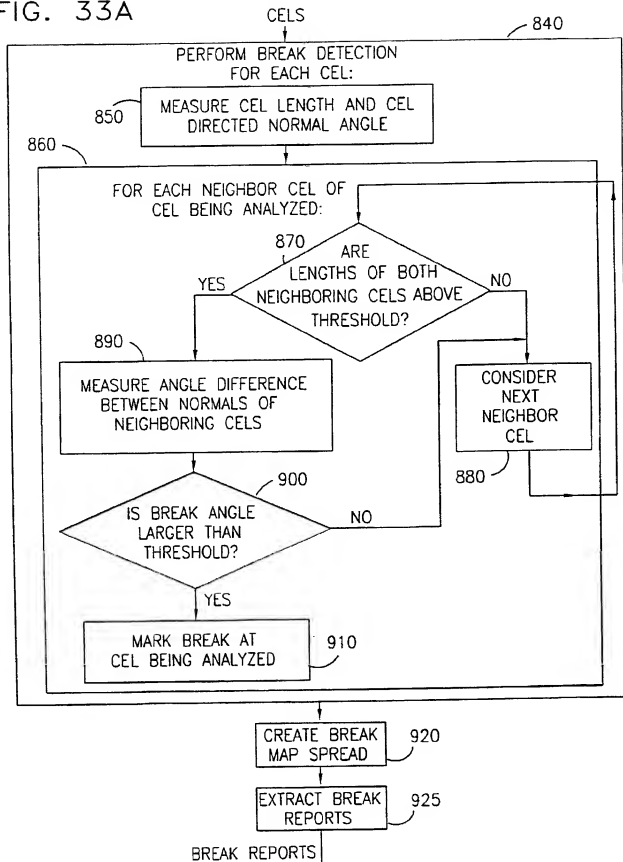 FIG. 33A
CELS
840
PERFORM BREAK DETECTION
FOR EACH CEL:
850
MEASURE CEL LENGTH AND CEL
DIRECTED NORMAL ANGLE
860
FOR EACH NEIGHBOR CEL OF
CEL BEING ANALYZED:
870
ARE
LENGTHS OF BOTH
NEIGHBORING CELS ABOVE
THRESHOLD?
YES
NO
890
MEASURE ANGLE DIFFERENCE
BETWEEN NORMALS OF
NEIGHBORING CELS
CONSIDER
NEXT
NEIGHBOR
CEL
880
900
IS BREAK ANGLE
LARGER THAN
THRESHOLD?
NO
YES
MARK BREAK AT
CEL BEING ANALYZED
910
CREATE BREAK
MAP SPREAD
920
EXTRACT BREAK
REPORTS
925
BREAK REPORTS